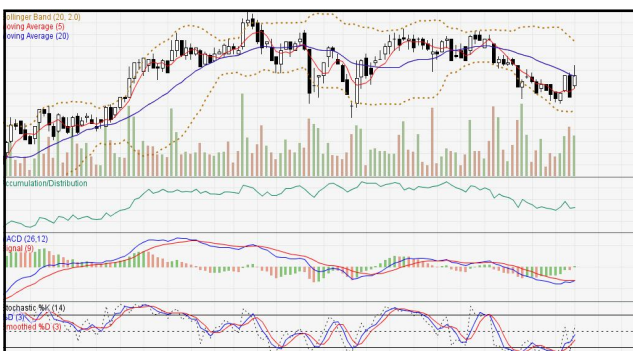 ollinger Band (20, 2.0)
oving Average (5)
oving Average (20)
ccumulation/Distribution
ACD (26,12)
ignal (9)
tochastic %K (14)
D (3)
moothed %D (3)